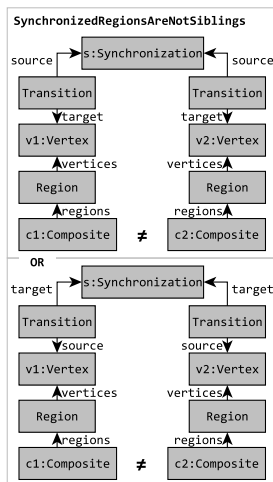 SynchronizedRegionsAreNotSiblings
s:Synchronization
source source
Transition Transition
target target
v1:Vertex v2:Vertex
vertices vertices
Region Region
regions regions
c1:Composite ≠ c2:Composite
OR
s:Synchronization
target target
Transition Transition
source source
v1:Vertex v2:Vertex
vertices vertices
Region Region
regions regions
c1:Composite ≠ c2:Composite